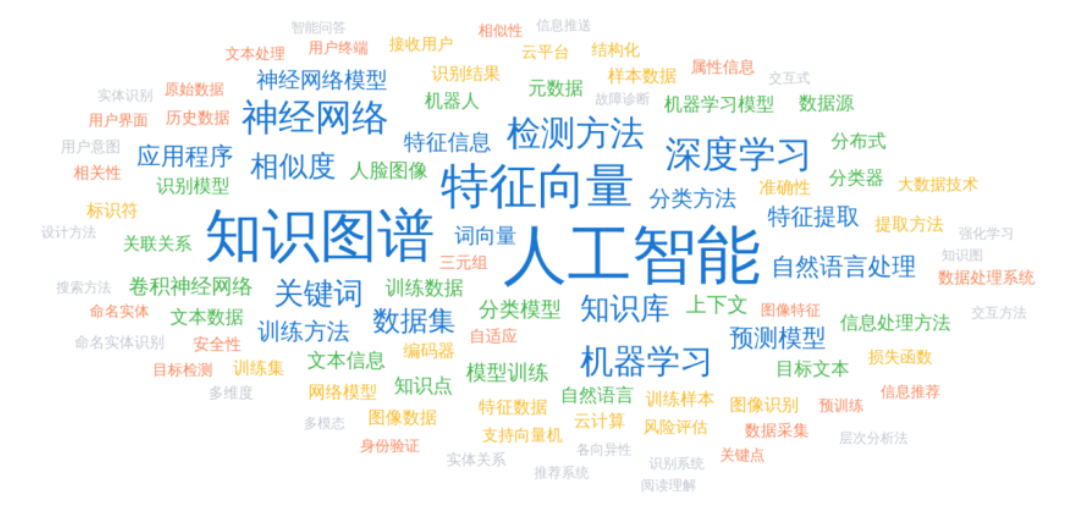 智能问答
相似性
信息推送
文本处理
用户终端
接收用户
云平台
结构化
神经网络模型
识别结果
元数据
样本数据
属性信息
交互式
实体识别
原始数据
机器人
故障诊断
机器学习模型
数据源
用户界面
历史数据
神经网络
特征信息
检测方法
深度学习
分布式
用户意图
应用程序
相似度
人脸图像
相关性
识别模型
特征向量
分类方法
准确性
分类器
大数据技术
标识符
知识图谱
词向量
人工智能
特征提取
提取方法
设计方法
关联关系
强化学习
三元组
自然语言处理
知识图
搜索方法
卷积神经网络
关键词
训练数据
数据处理系统
命名实体
文本数据
数据集
分类模型
知识库
上下文
图像特征
信息处理方法
交互方法
命名实体识别
安全性
训练方法
自适应
预测模型
目标检测
训练集
文本信息
编码器
机器学习
目标文本
损失函数
多维度
网络模型
知识点
模型训练
自然语言
训练样本
图像识别
预训练
信息推荐
多模态
图像数据
特征数据
云计算
风险评估
数据采集
层次分析法
身份验证
支持向量机
各向异性
关键点
实体关系
推荐系统
识别系统
阅读理解